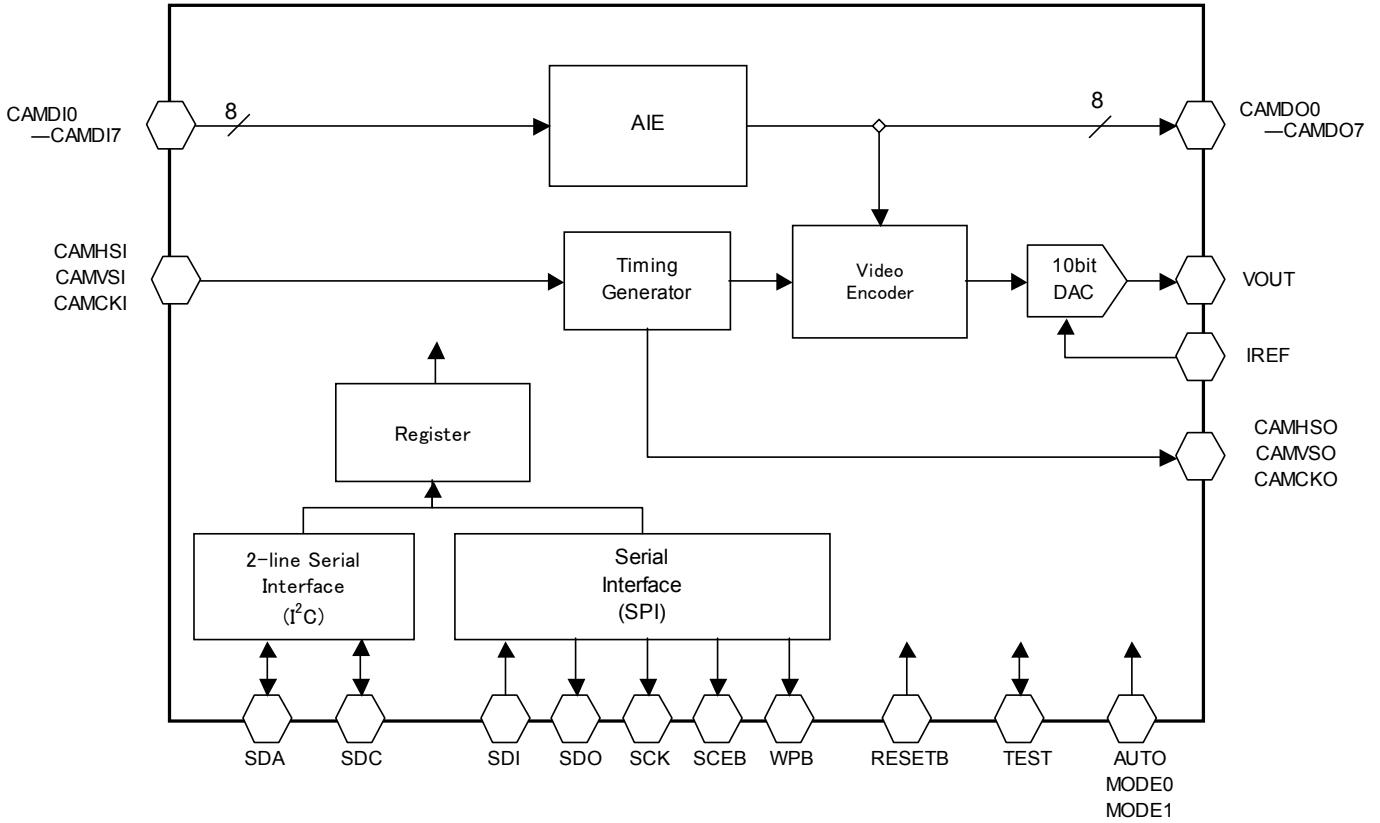 CAMDI0
—CAMDI7
8
AIE
8
CAMDO0
—CAMDO7
CAMHSI
CAMVSI
CAMCKI
Timing
Generator
Video
Encoder
10bit
DAC
VOUT
IREF
Register
CAMHSO
CAMVSO
CAMCKO
2-line Serial
Interface
(I²C)
Serial
Interface
(SPI)
SDA
SDC
SDI
SDO
SCK
SCEB
WPB
RESETB
TEST
AUTO
MODE0
MODE1